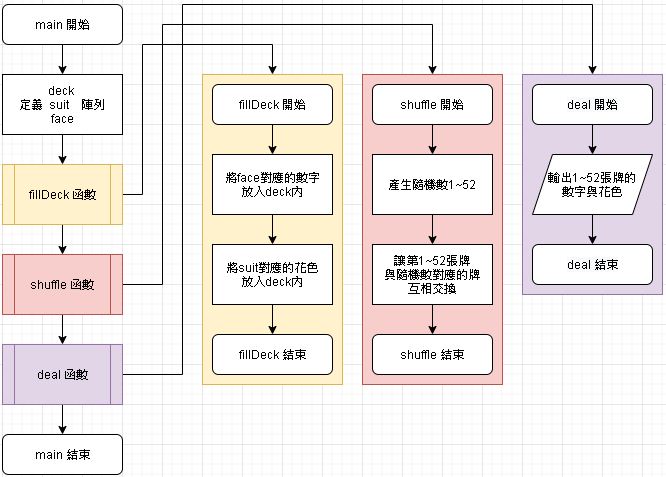 main 開始
deck
定義 suit 陣列
face
fillDeck 函數
shuffle 函數
deal 函數
main 結束
fillDeck 開始
將face對應的數字
放入deck內
將suit對應的花色
放入deck內
fillDeck 結束
shuffle 開始
產生隨機數1~52
讓第1~52張牌
與隨機數對應的牌
互相交換
shuffle 結束
deal 開始
輸出1~52張牌的
數字與花色
deal 結束